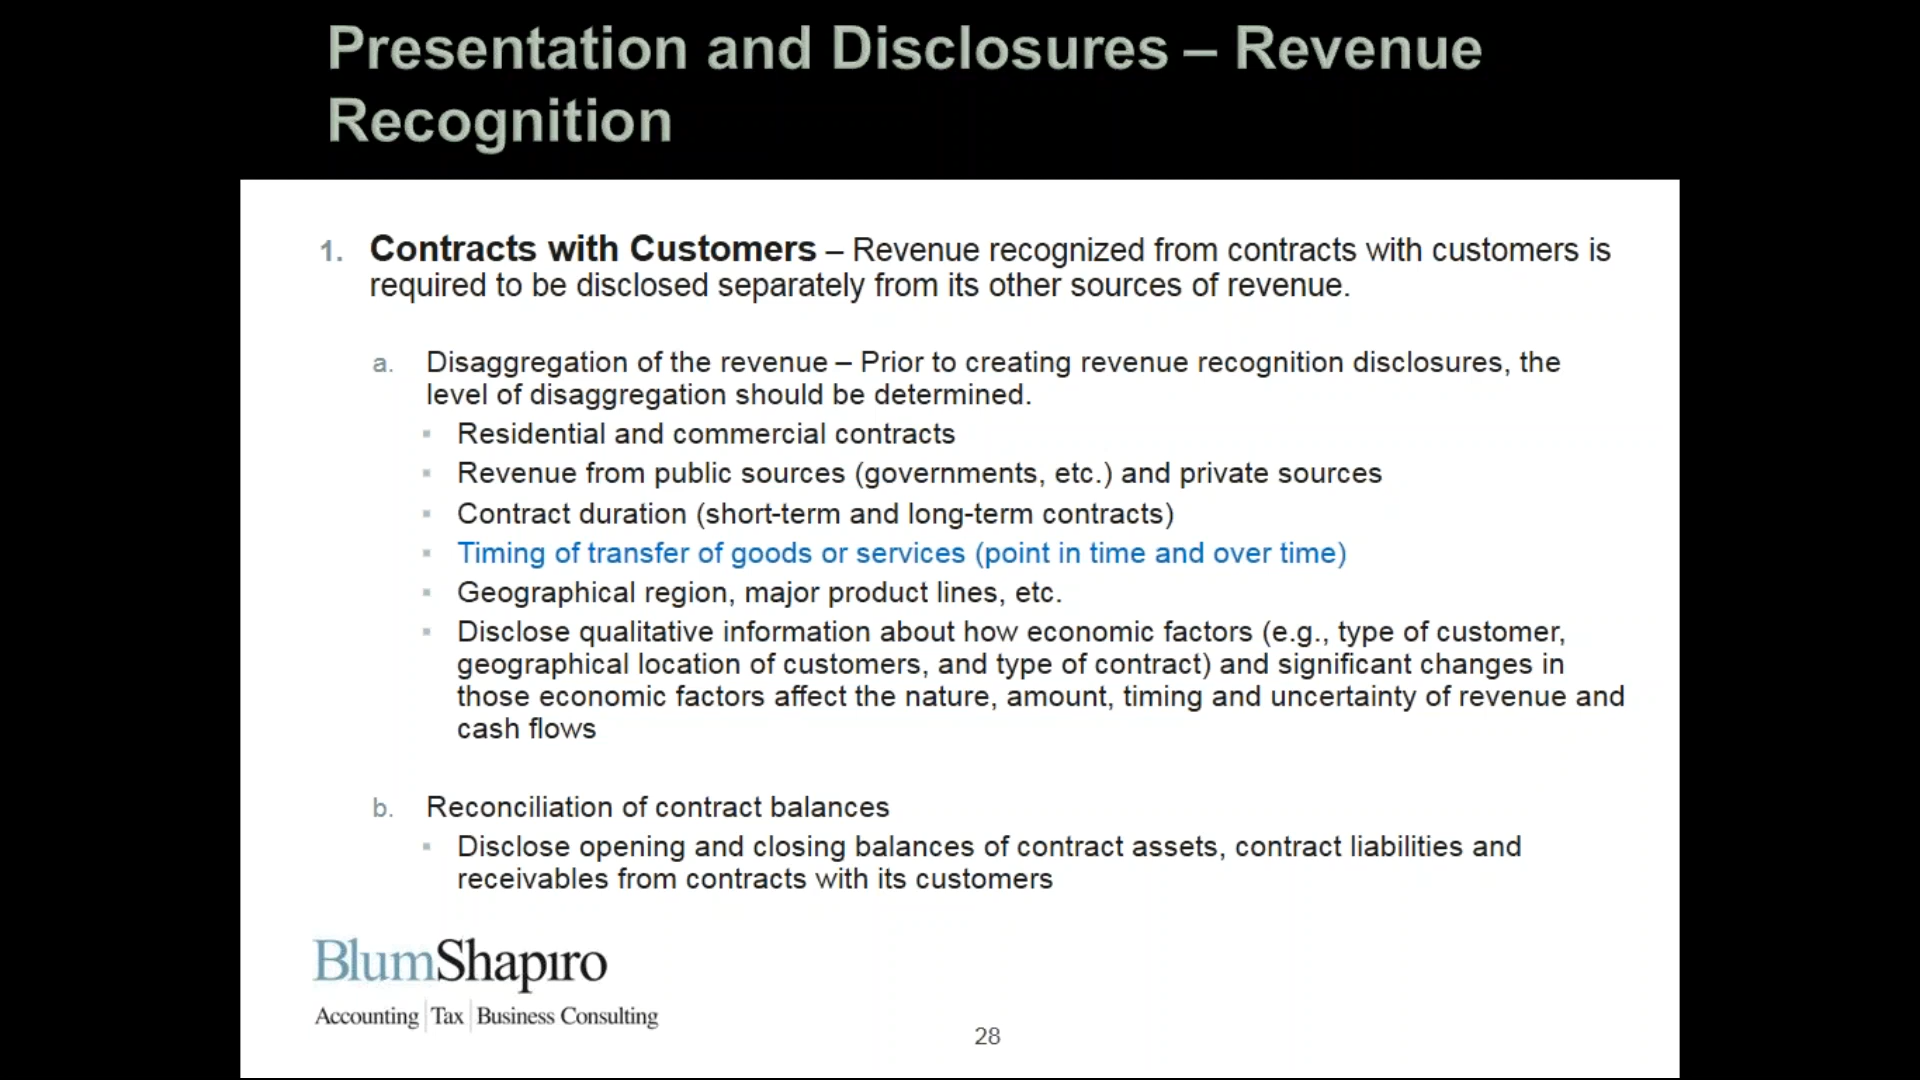 Presentation and Disclosures – Revenue
Recognition
1. Contracts with Customers – Revenue recognized from contracts with customers is
required to be disclosed separately from its other sources of revenue.
a. Disaggregation of the revenue – Prior to creating revenue recognition disclosures, the
level of disaggregation should be determined.
▪ Residential and commercial contracts
▪ Revenue from public sources (governments, etc.) and private sources
▪ Contract duration (short-term and long-term contracts)
▪ Timing of transfer of goods or services (point in time and over time)
▪ Geographical region, major product lines, etc.
▪ Disclose qualitative information about how economic factors (e.g., type of customer,
geographical location of customers, and type of contract) and significant changes in
those economic factors affect the nature, amount, timing and uncertainty of revenue and
cash flows
b. Reconciliation of contract balances
▪ Disclose opening and closing balances of contract assets, contract liabilities and
receivables from contracts with its customers
BlumShapiro
Accounting | Tax | Business Consulting
28